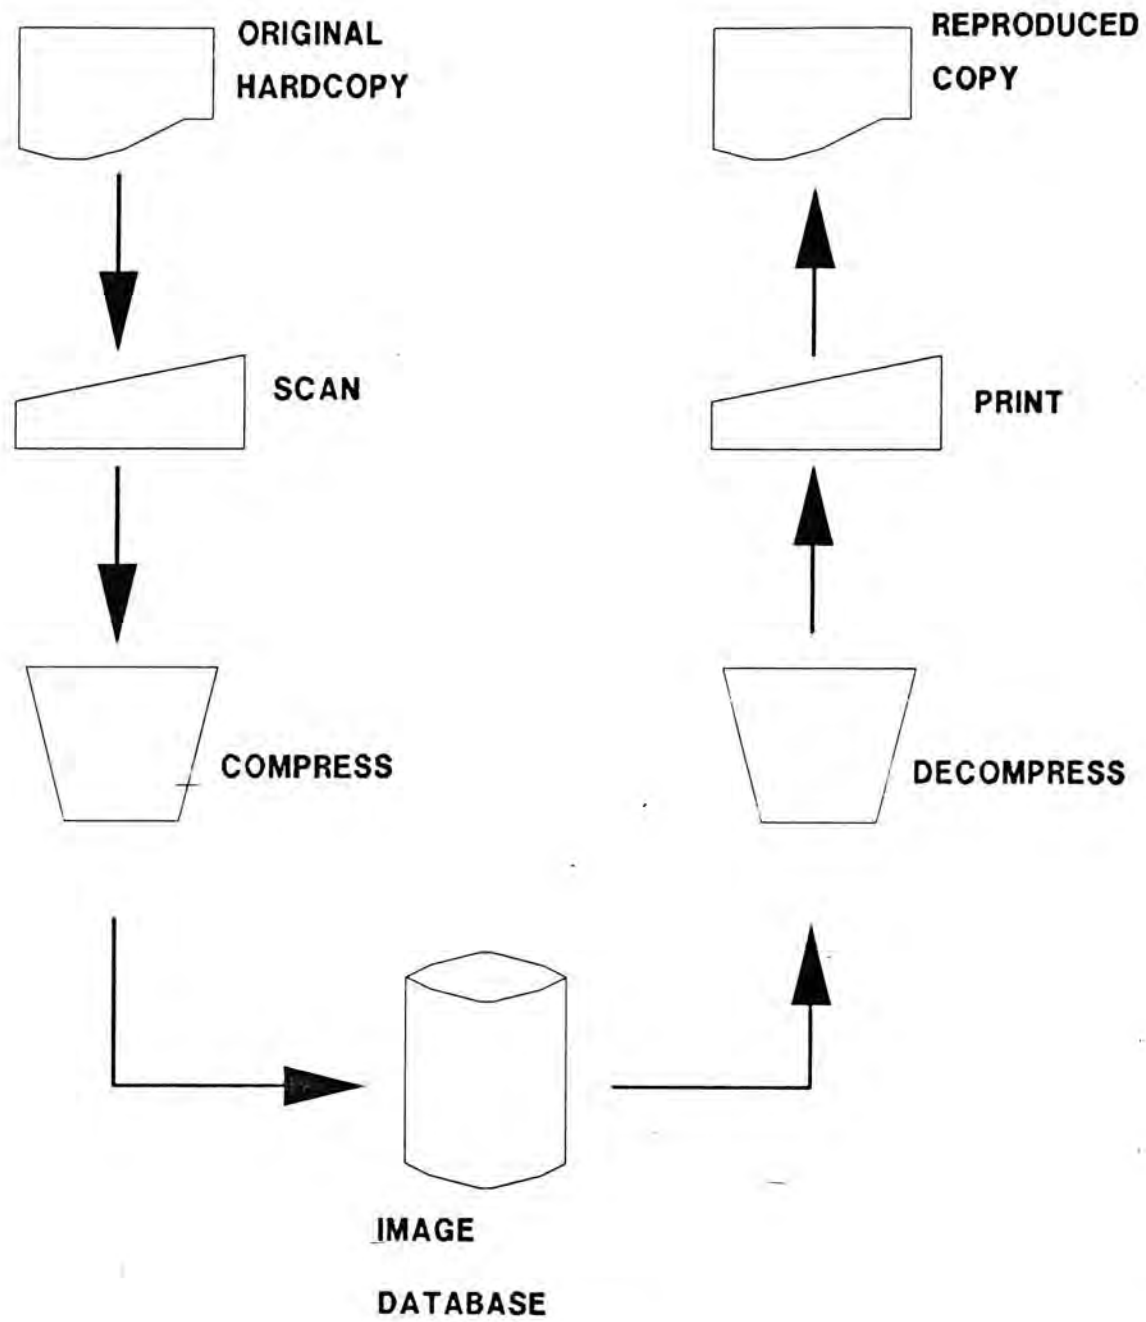 ORIGINAL
HARDCOPY
SCAN
COMPRESS
IMAGE
DATABASE
DECOMPRESS
PRINT
REPRODUCED
COPY